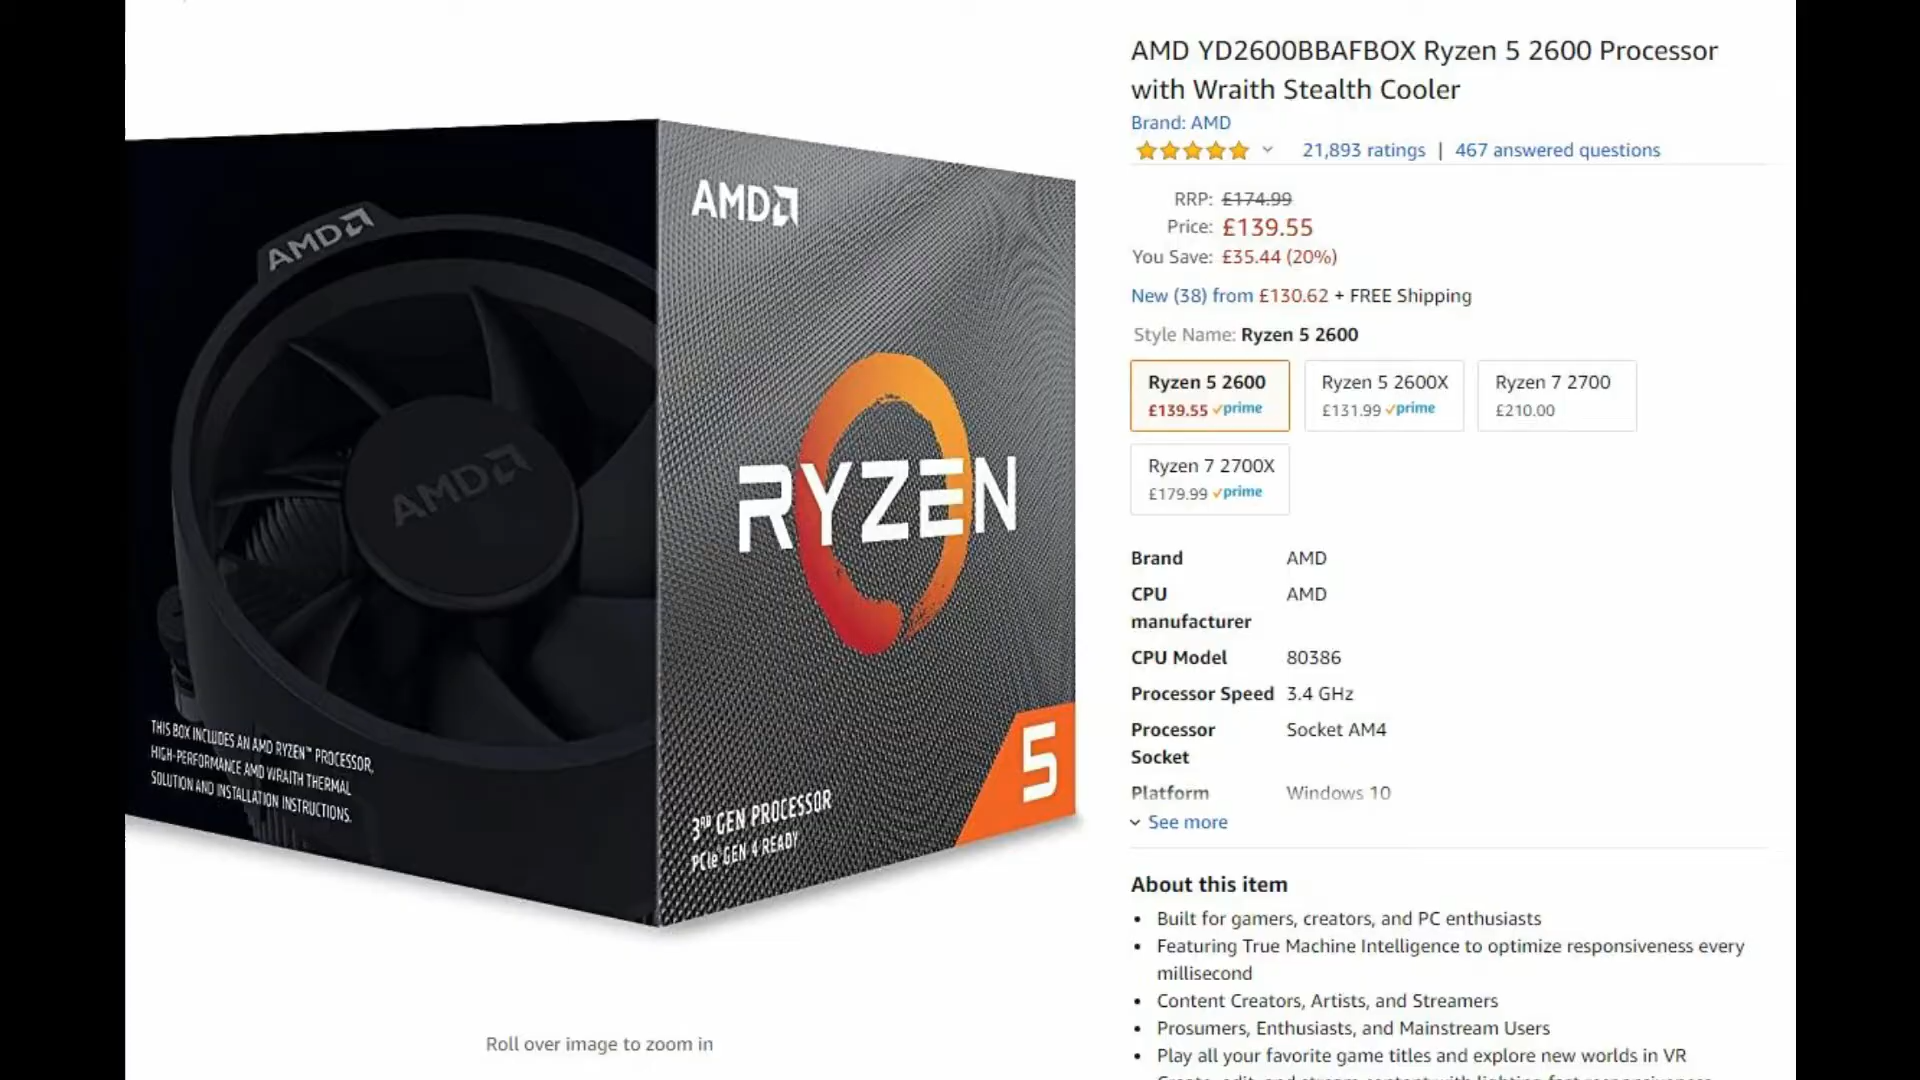 AMD YD2600BBAFBOX Ryzen 5 2600 Processor
with Wraith Stealth Cooler
Brand: AMD
21,893 ratings | 467 answered questions
RRP: £174.99
Price: £139.55
You Save: £35.44 (20%)
New (38) from £130.62 + FREE Shipping
Style Name: Ryzen 5 2600
Ryzen 5 2600
£139.55 prime
Ryzen 5 2600X
£131.99 prime
Ryzen 7 2700
£210.00
Ryzen 7 2700X
£179.99 prime
Brand AMD
CPU manufacturer AMD
CPU Model 80386
Processor Speed 3.4 GHz
Processor Socket Socket AM4
Platform Windows 10
See more
About this item
• Built for gamers, creators, and PC enthusiasts
• Featuring True Machine Intelligence to optimize responsiveness every
millisecond
• Content Creators, Artists, and Streamers
• Prosumers, Enthusiasts, and Mainstream Users
• Play all your favorite game titles and explore new worlds in VR
AMD
AMD
THIS BOX INCLUDES AN AMD RYZEN™ PROCESSOR,
HIGH-PERFORMANCE AMD WRAITH THERMAL
SOLUTION AND INSTALLATION INSTRUCTIONS.
AMD
RYZEN
5
3RD GEN PROCESSOR
PCIe GEN 4 READY
Roll over image to zoom in